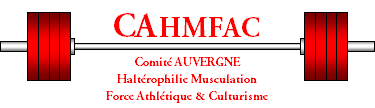 CAHMFAC
Comité AUVERGNE
Haltérophilie Musculation
Force Athlétique & Culturisme